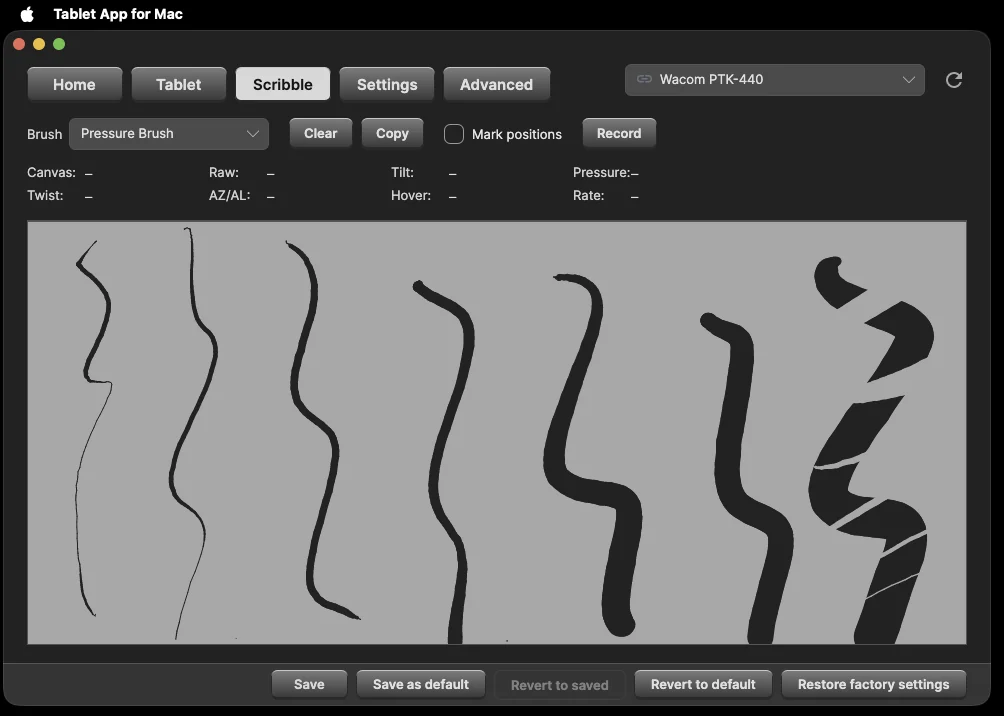 Tablet App for Mac
Home Tablet Scribble Settings Advanced Wacom PTK-440
Brush Pressure Brush Clear Copy Mark positions Record
Canvas: – Raw: – Tilt: – Pressure:–
Twist: – AZ/AL: – Hover: – Rate: –
Save Save as default Revert to saved Revert to default Restore factory settings